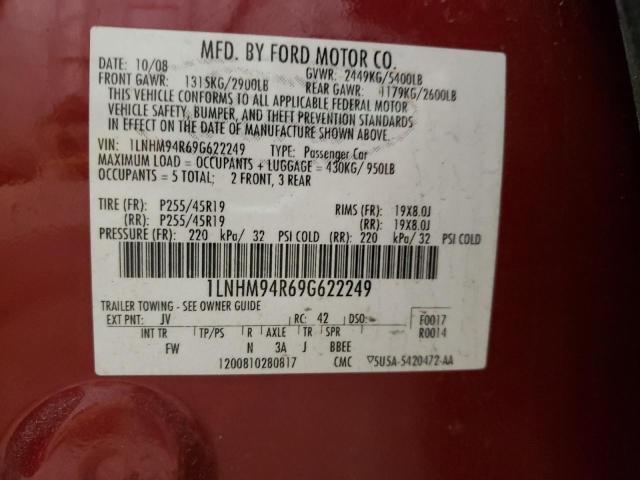 MFD. BY FORD MOTOR CO.
DATE: 10/08 GVWR: 2449KG/5400LB
FRONT GAWR: 1315KG/2900LB REAR GAWR: 1179KG/2600LB
THIS VEHICLE CONFORMS TO ALL APPLICABLE FEDERAL MOTOR
VEHICLE SAFETY, BUMPER, AND THEFT PREVENTION STANDARDS
IN EFFECT ON THE DATE OF MANUFACTURE SHOWN ABOVE.
VIN: 1LNHM94R69G622249 TYPE: Passenger Car
MAXIMUM LOAD = OCCUPANTS + LUGGAGE = 430KG/ 950LB
OCCUPANTS = 5 TOTAL; 2 FRONT, 3 REAR
TIRE (FR): P255/45R19 RIMS (FR): 19X8.0J
(RR): P255/45R19 (RR): 19X8.0J
PRESSURE (FR): 220 kPa/ 32 PSI COLD (RR): 220 kPa/ 32 PSI COLD
1LNHM94R69G622249
TRAILER TOWING - SEE OWNER GUIDE
EXT PNT: JV RC: 42 DSO: F0017
INT TR TP/PS R AXLE TR SPR R0014
FW N 3A J BBEE
1200810280817 CMC 5U5A-5420472-AA